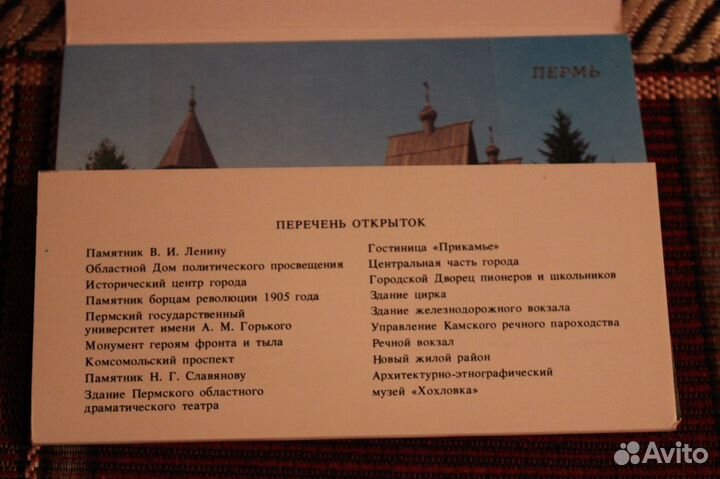 ПЕРМЬ
ПЕРЕЧЕНЬ ОТКРЫТОК
Памятник В. И. Ленину
Областной Дом политического просвещения
Исторический центр города
Памятник борцам революции 1905 года
Пермский государственный
университет имени А. М. Горького
Монумент героям фронта и тыла
Комсомольский проспект
Памятник Н. Г. Славянову
Здание Пермского областного
драматического театра
Гостиница «Прикамье»
Центральная часть города
Городской Дворец пионеров и школьников
Здание цирка
Здание железнодорожного вокзала
Управление Камского речного пароходства
Речной вокзал
Новый жилой район
Архитектурно-этнографический
музей «Хохловка»
Avito